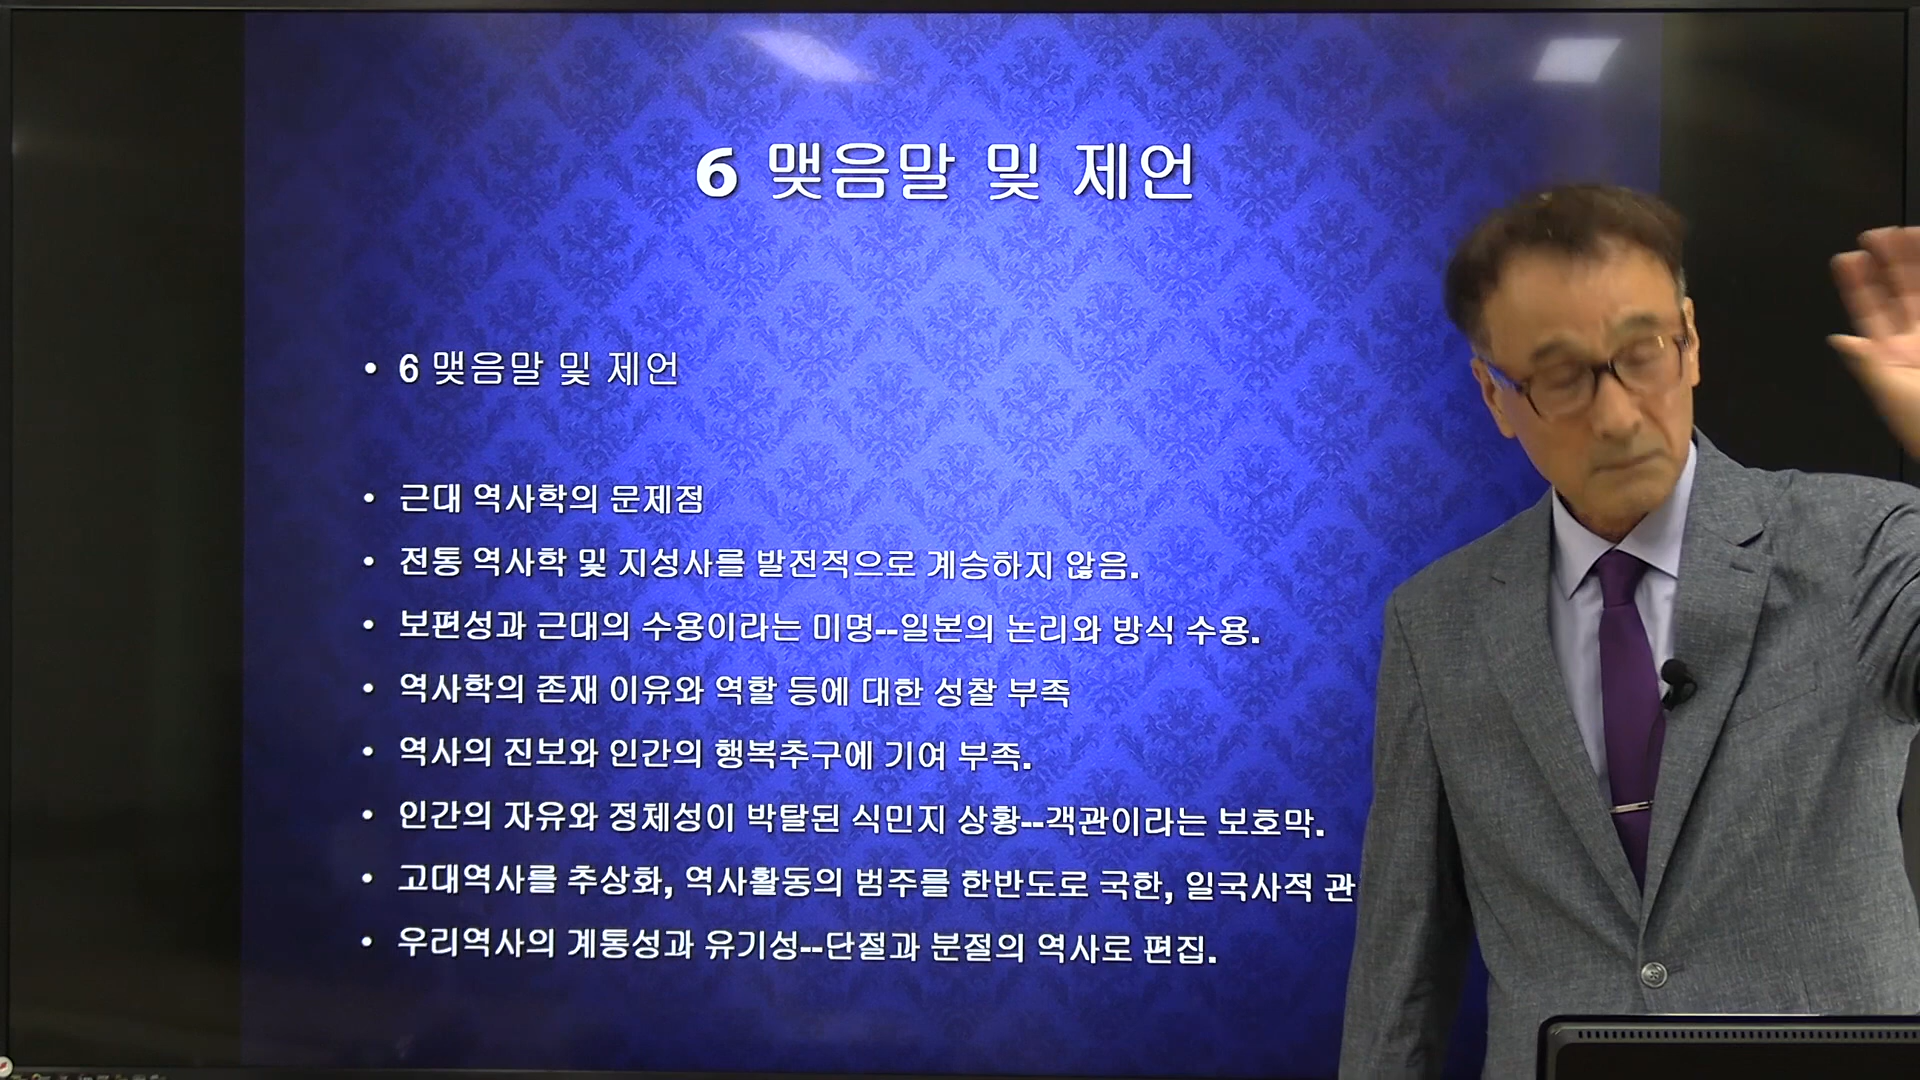 6 맺음말 및 제언
• 6 맺음말 및 제언
• 근대 역사학의 문제점
• 전통 역사학 및 지성사를 발전적으로 계승하지 않음.
• 보편성과 근대의 수용이라는 미명--일본의 논리와 방식 수용.
• 역사학의 존재 이유와 역할 등에 대한 성찰 부족
• 역사의 진보와 인간의 행복추구에 기여 부족.
• 인간의 자유와 정체성이 박탈된 식민지 상황--객관이라는 보호막.
• 고대역사를 추상화, 역사활동의 범주를 한반도로 국한, 일국사적 관
• 우리역사의 계통성과 유기성--단절과 분절의 역사로 편집.